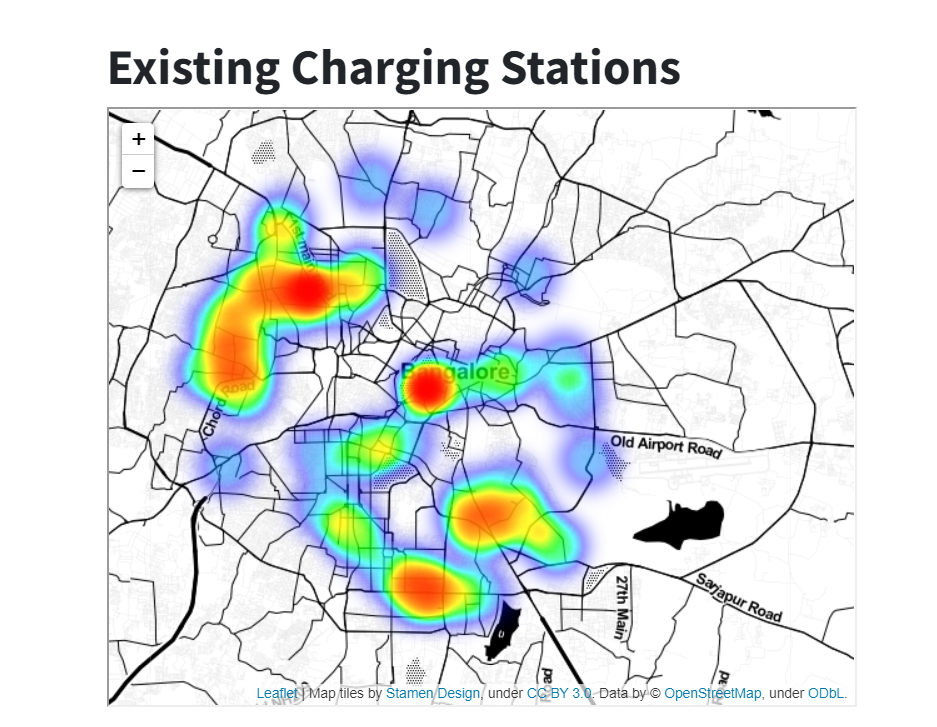 Existing Charging Stations
+
−
1st main
Bangalore
Chord Road
Old Airport Road
Sarjapur Road
27th Main
Road
Leaflet | Map tiles by Stamen Design, under CC BY 3.0. Data by © OpenStreetMap, under ODbL.